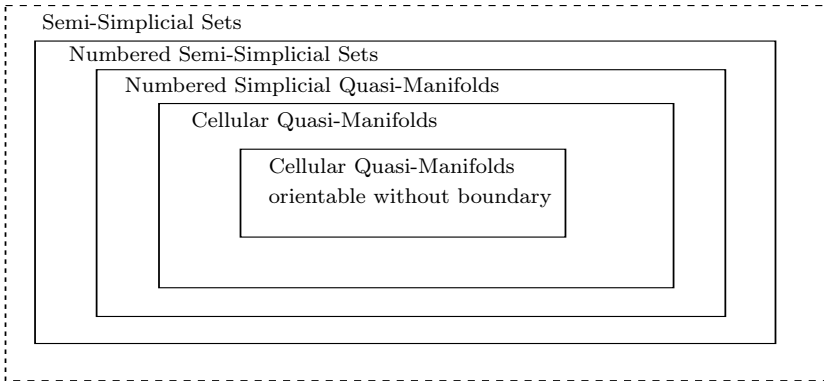 Semi-Simplicial Sets
Numbered Semi-Simplicial Sets
Numbered Simplicial Quasi-Manifolds
Cellular Quasi-Manifolds
Cellular Quasi-Manifolds
orientable without boundary